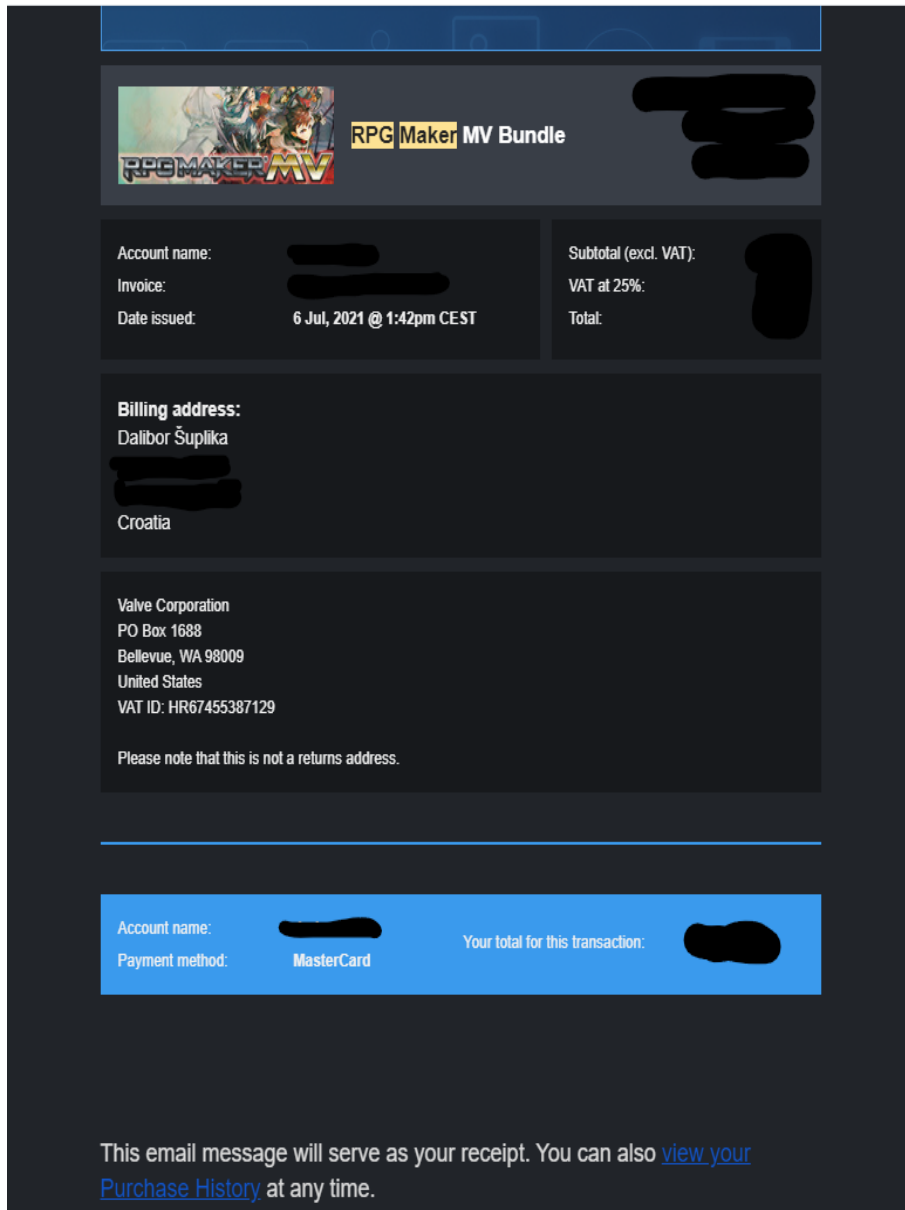 RPG MAKER MV
RPG Maker MV Bundle
Account name:
Invoice:
Date issued: 6 Jul, 2021 @ 1:42pm CEST
Subtotal (excl. VAT):
VAT at 25%:
Total:
Billing address:
Dalibor Šuplika
Croatia
Valve Corporation
PO Box 1688
Bellevue, WA 98009
United States
VAT ID: HR67455387129
Please note that this is not a returns address.
Account name:
Payment method: MasterCard
Your total for this transaction:
This email message will serve as your receipt. You can also view your
Purchase History at any time.